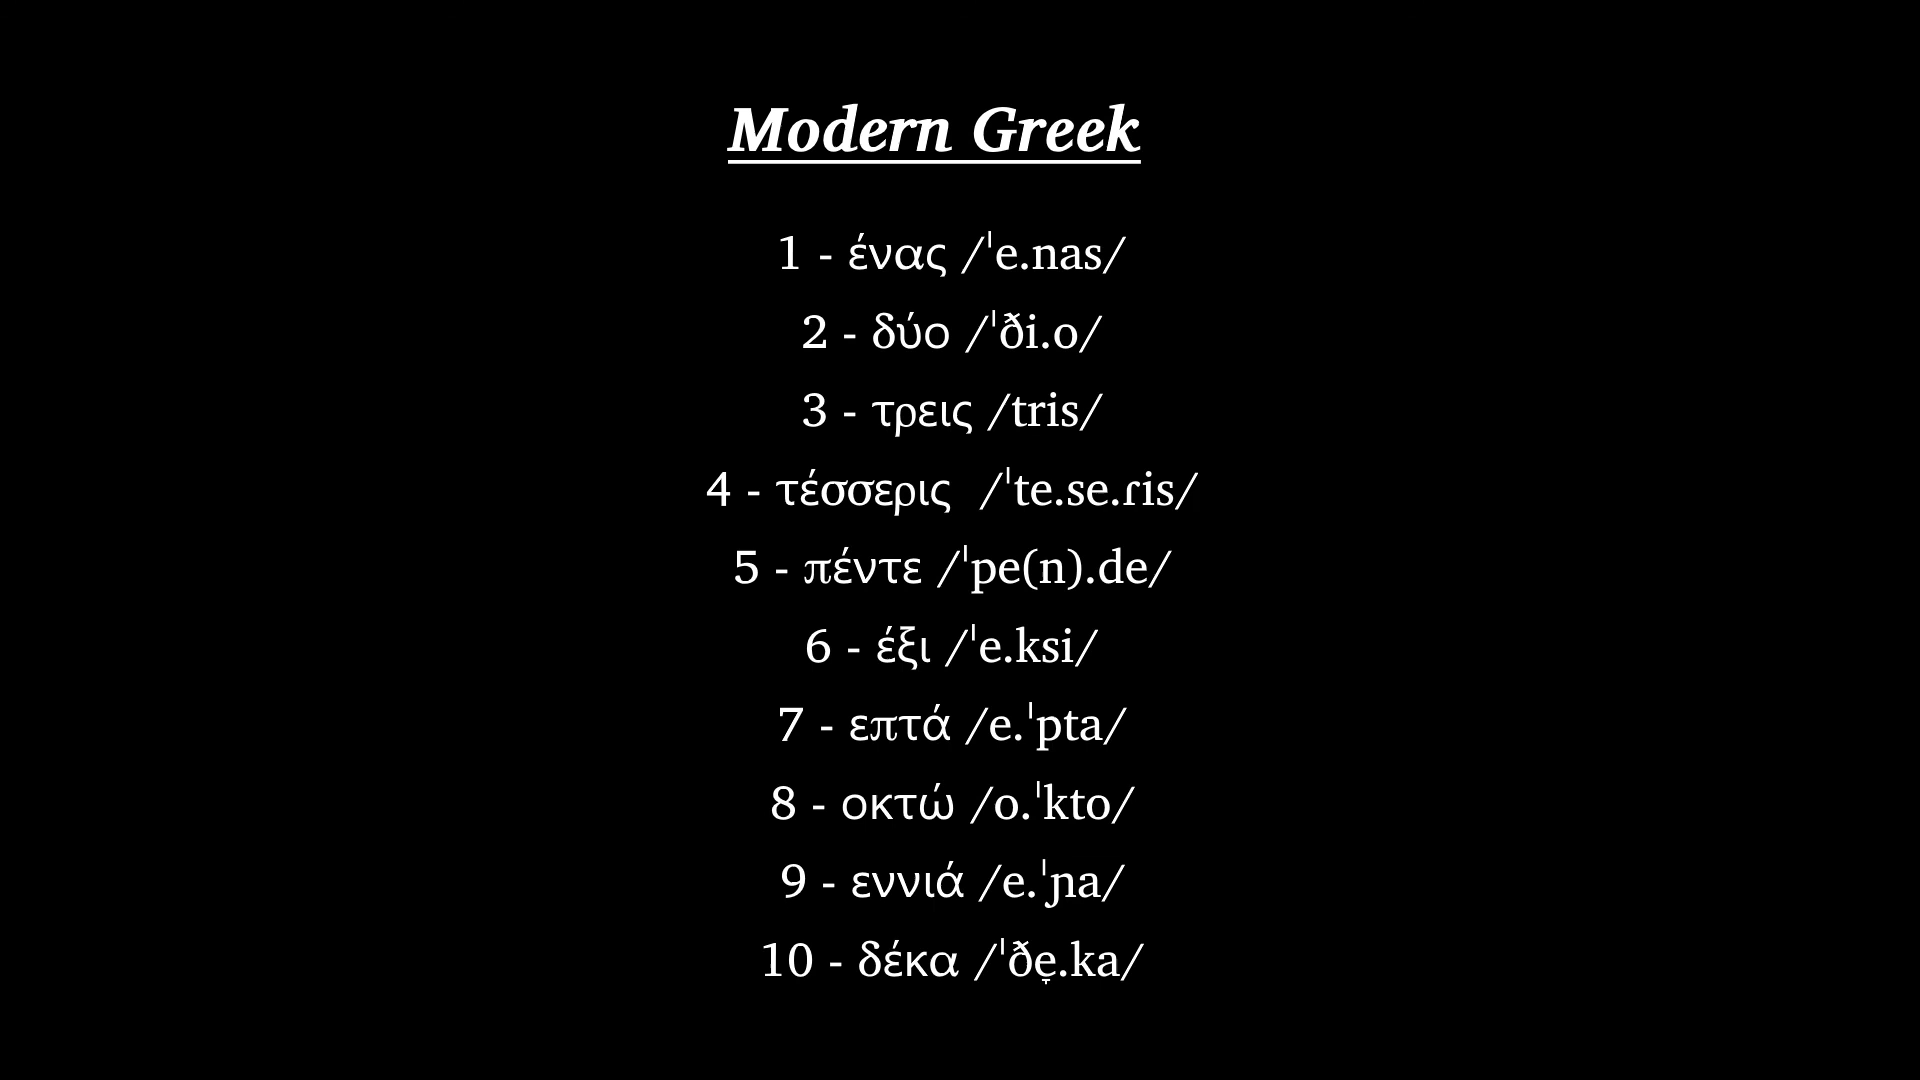 Modern Greek
1 - ένας /ˈe.nas/
2 - δύο /ˈði.o/
3 - τρεις /tris/
4 - τέσσερις /ˈte.se.ɾis/
5 - πέντε /ˈpe(n).de/
6 - έξι /ˈe.ksi/
7 - επτά /e.ˈpta/
8 - οκτώ /o.ˈkto/
9 - εννιά /e.ˈɲa/
10 - δέκα /ˈðe̞.ka/